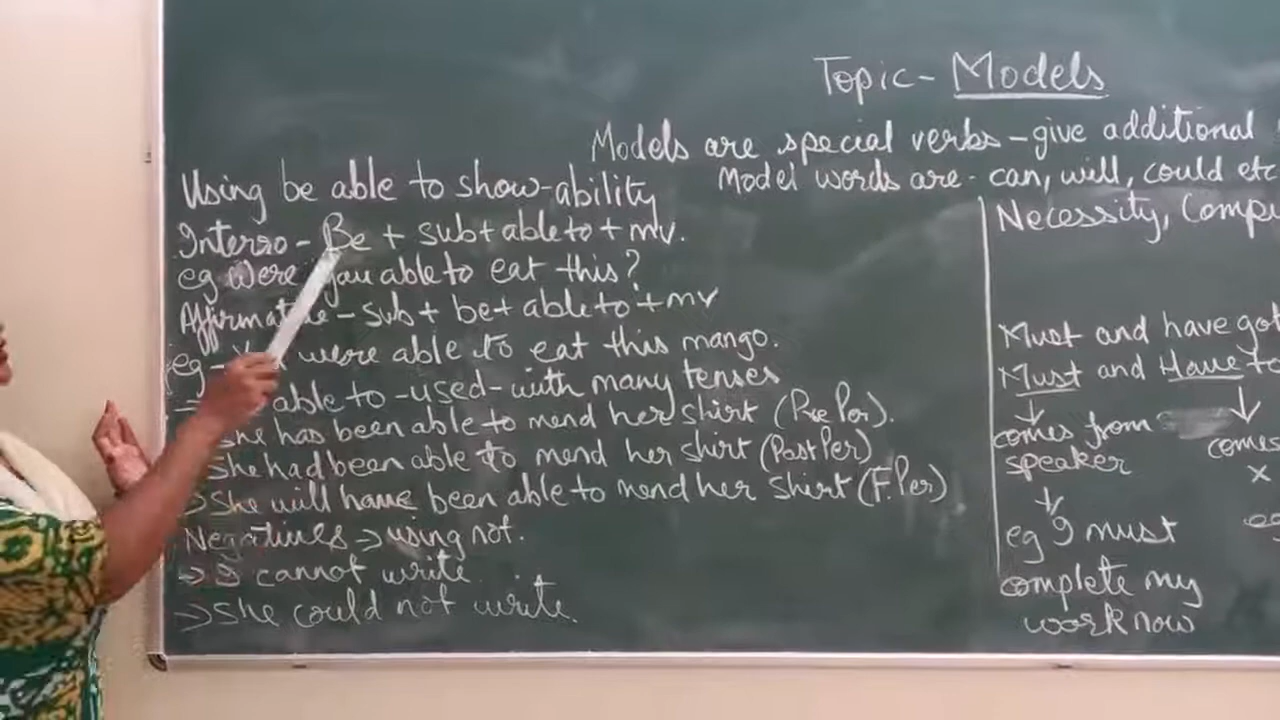 Topic - Models
Models are special verbs - give additional
Model words are - can, will, could etc
Using be able to show-ability
Interro - Be + sub + able to + mv.
eg Were you able to eat this?
Affirmative - sub + be + able to + mv
eg - were able to eat this mango.
able to - used - with many tenses
She has been able to mend her shirt (Pre Per).
She had been able to mend her shirt (Past Per)
→ She will have been able to mend her shirt (F. Per)
Negatives → using not.
→ I cannot write
→ She could not write.
Necessity,
Must and have got
Must and Have to
↓ ↓
comes from
speaker
comes
x
↓
eg I must
complete my
work now
eg